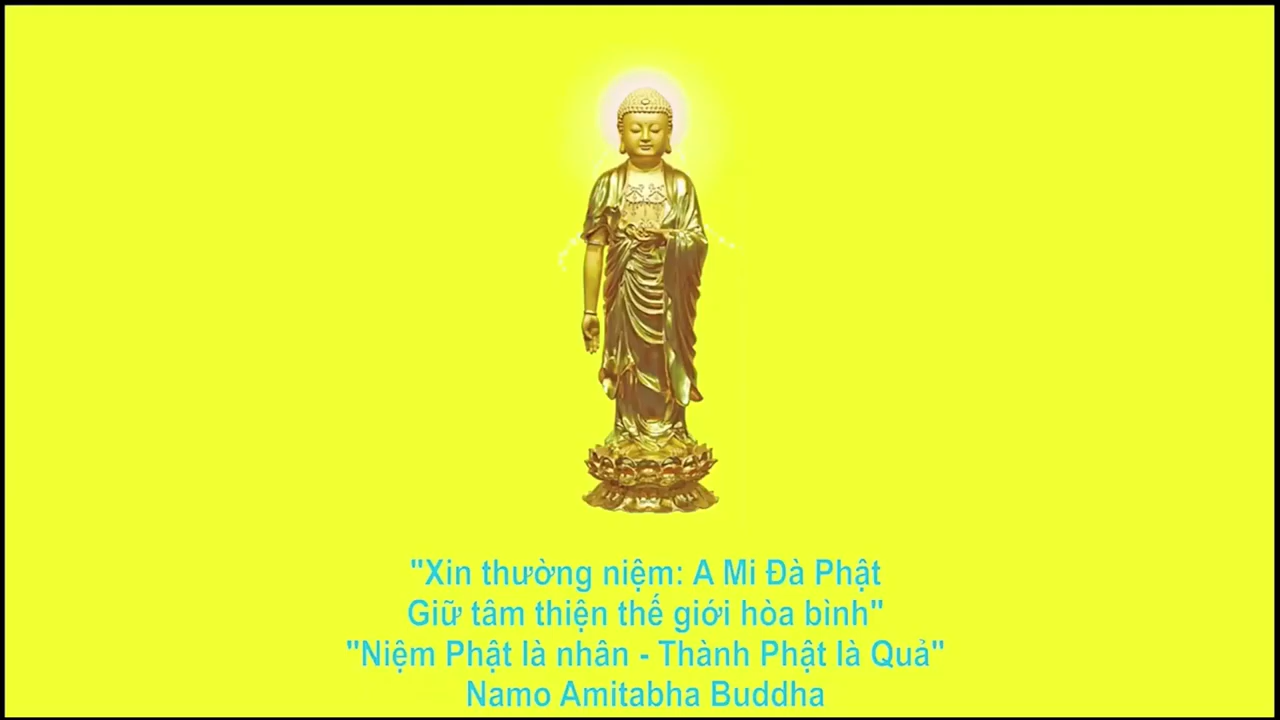 "Xin thường niệm: A Mi Đà Phật
Giữ tâm thiện thế giới hòa bình"
"Niệm Phật là nhân - Thành Phật là Quả"
Namo Amitabha Buddha